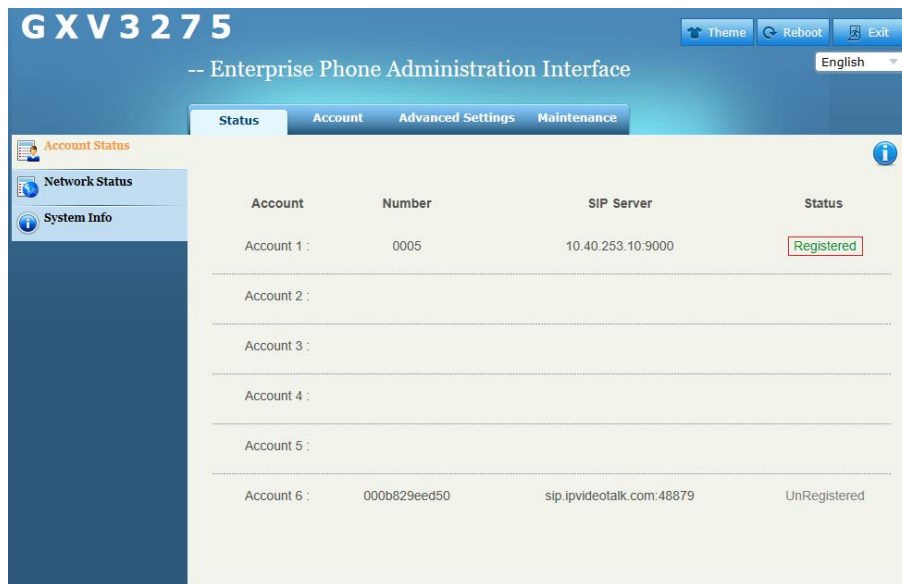 GXV3275
Theme Reboot Exit
-- Enterprise Phone Administration Interface
English
Status Account Advanced Settings Maintenance
Account Status
Network Status
System Info
Account Number SIP Server Status
Account 1 : 0005 10.40.253.10:9000 Registered
Account 2 :
Account 3 :
Account 4 :
Account 5 :
Account 6 : 000b829eed50 sip.ipvideotalk.com:48879 UnRegistered